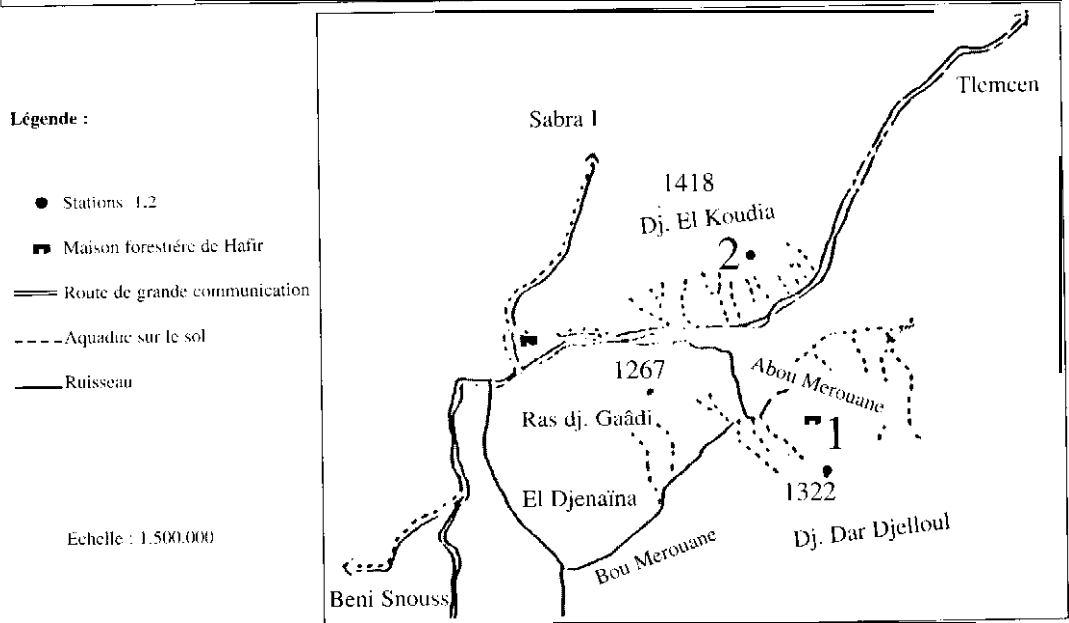 Légende :
Stations 1.2
Maison forestiére de Hafir
Route de grande communication
Aquaduc sur le sol
Ruisseau
Echelle : 1.500.000
Tlemcen
Sabra I
1418
Dj. El Koudia
2
1267
Abou Merouane
Ras dj. Gaâdi
1
El Djenaïna
1322
Dj. Dar Djelloul
Bou Merouane
Beni Snouss